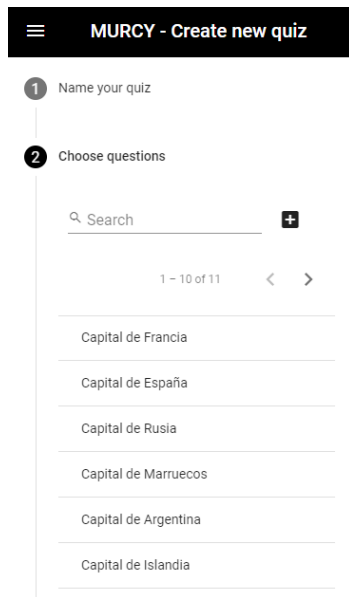 MURCY - Create new quiz
1 Name your quiz
2 Choose questions
Search
1 – 10 of 11
Capital de Francia
Capital de España
Capital de Rusia
Capital de Marruecos
Capital de Argentina
Capital de Islandia